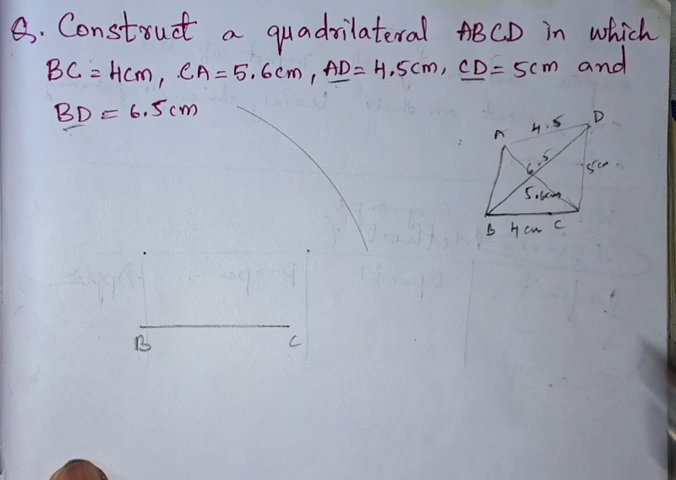 Q. Construct a quadrilateral ABCD in which
BC = 4cm, CA = 5.6cm, AD = 4.5cm, CD = 5cm and
BD = 6.5cm
A 4.5 D
6.5 5cm
5.6cm
B 4cm C
B C